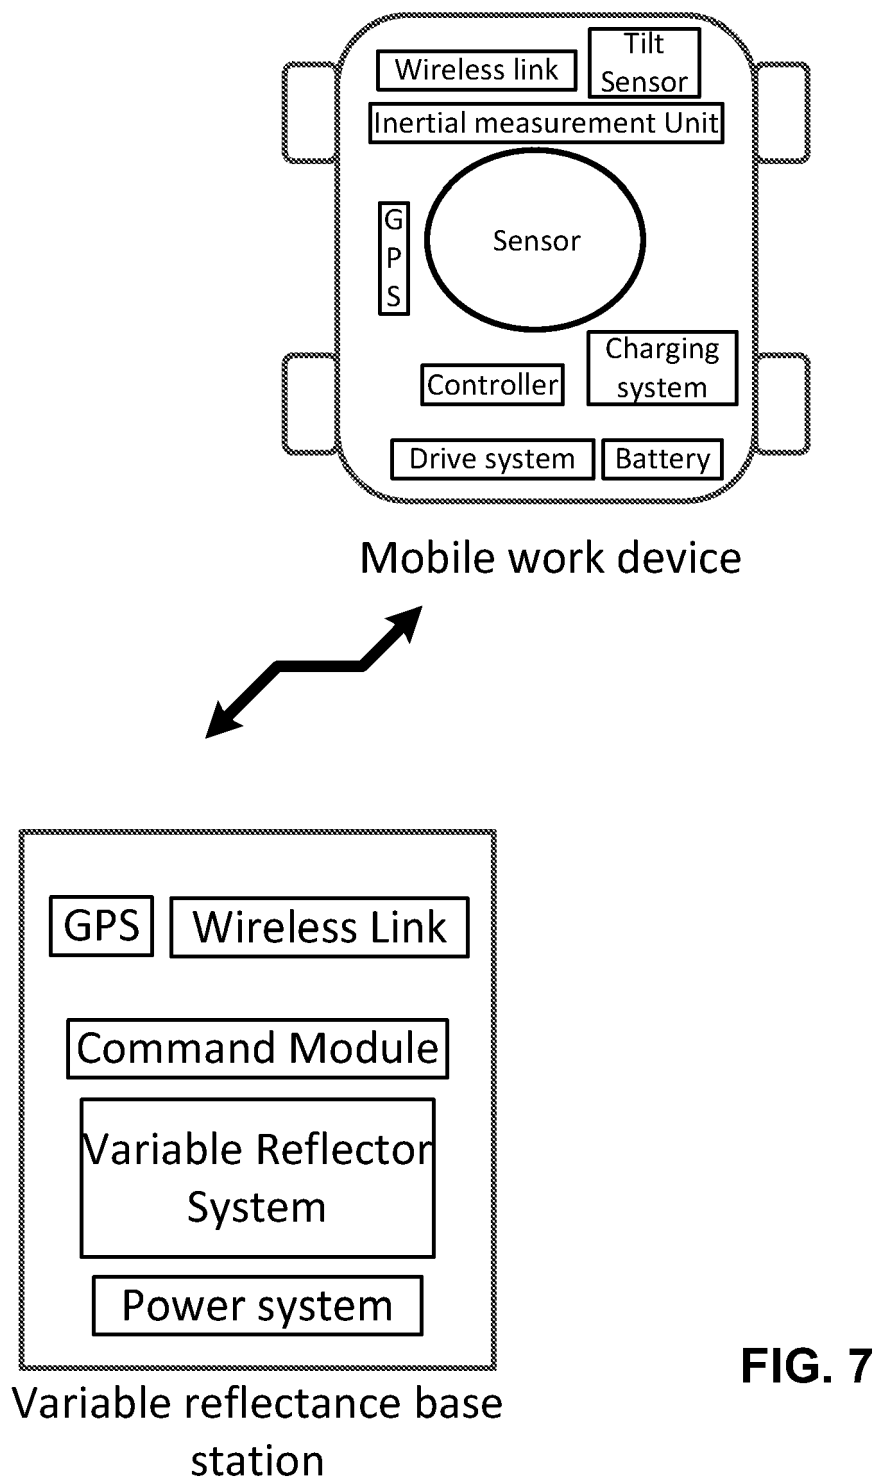 Wireless link
Tilt
Sensor
Inertial measurement Unit
G
P
S
Sensor
Charging
system
Controller
Drive system
Battery
Mobile work device
GPS
Wireless Link
Command Module
Variable Reflector
System
Power system
FIG. 7
Variable reflectance base
station